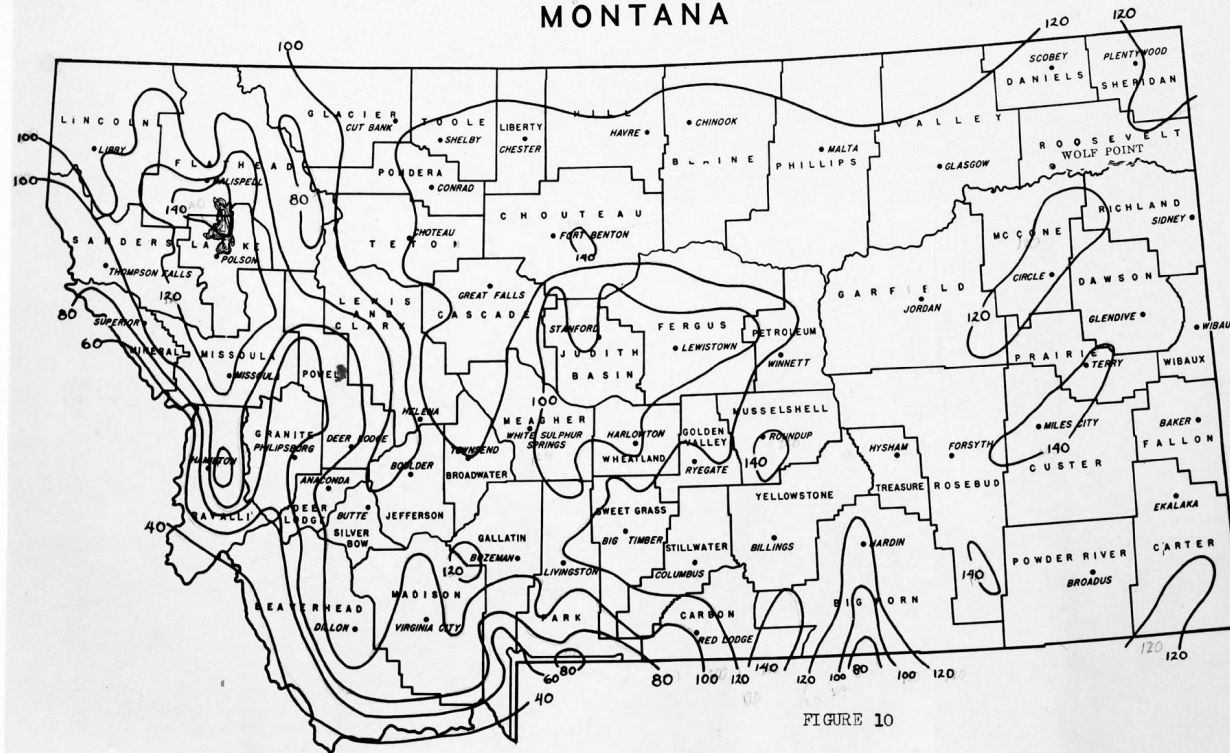 MONTANA
120
120
100
SCOBEY
PLENTYWOOD
DANIELS
SHERIDAN
LINCOLN
GLACIER
CUT BANK
TOOLE
SHELBY
LIBERTY
CHESTER
HILL
HAVRE
CHINOOK
BLAINE
PHILLIPS
MALTA
VALLEY
GLASGOW
ROOSEVELT
WOLF POINT
100
LIBBY
FLATHEAD
KALISPELL
100
PONDERA
CONRAD
80
140
SANDERS
LAKE
POLSON
THOMPSON FALLS
TETON
CHOTEAU
CHOUTEAU
FORT BENTON
140
MCCONE
CIRCLE
RICHLAND
SIDNEY
DAWSON
GLENDIVE
120
80
SUPERIOR
60
MINERAL
MISSOULA
MISSOULA
LEWIS
AND
CLARK
GREAT FALLS
CASCADE
STANFORD
JUDITH
BASIN
FERGUS
LEWISTOWN
PETROLEUM
WINNETT
GARFIELD
JORDAN
120
PRAIRIE
TERRY
WIBAUX
WIBAUX
POWELL
HELENA
GRANITE
PHILIPSBURG
DEER LODGE
HAMILTON
RAVALLI
ANACONDA
DEER
LODGE
BUTTE
SILVER
BOW
BOULDER
JEFFERSON
TOWNSEND
BROADWATER
100
MEAGHER
WHITE SULPHUR
SPRINGS
HARLOWTON
WHEATLAND
GOLDEN
VALLEY
RYEGATE
MUSSELSHELL
ROUNDUP
140
HYSHAM
TREASURE
FORSYTH
ROSEBUD
MILES CITY
140
CUSTER
BAKER
FALLON
EKALAKA
CARTER
40
BEAVERHEAD
DILLON
MADISON
VIRGINIA CITY
120
GALLATIN
BOZEMAN
LIVINGSTON
PARK
SWEET GRASS
BIG TIMBER
STILLWATER
COLUMBUS
YELLOWSTONE
BILLINGS
CARBON
RED LODGE
HARDIN
BIG HORN
140
POWDER RIVER
BROADUS
60
80
40
80
100
120
140
120
100
80
100
120
120
120
120
FIGURE 10